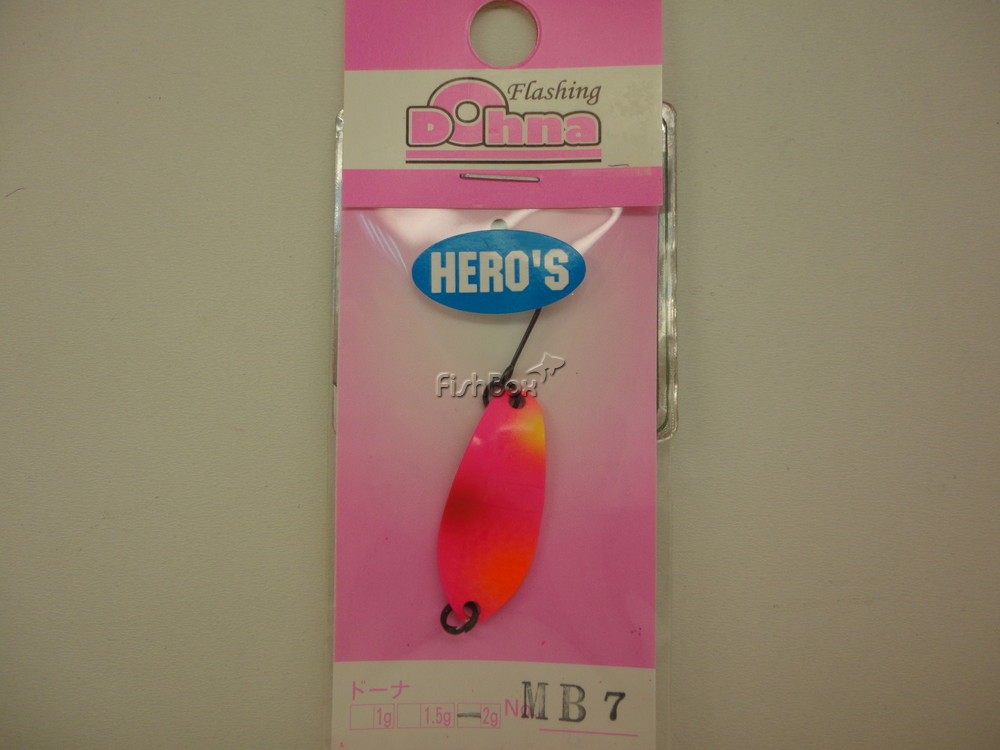 Flashing
Dohna
HERO'S
FishBox
ドーナ
1g 1.5g 2g No MB7